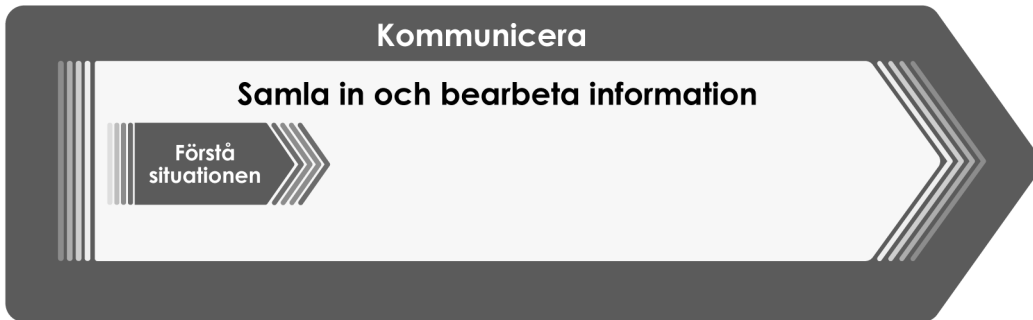 Kommunicera
Samla in och bearbeta information
Förstå
situationen